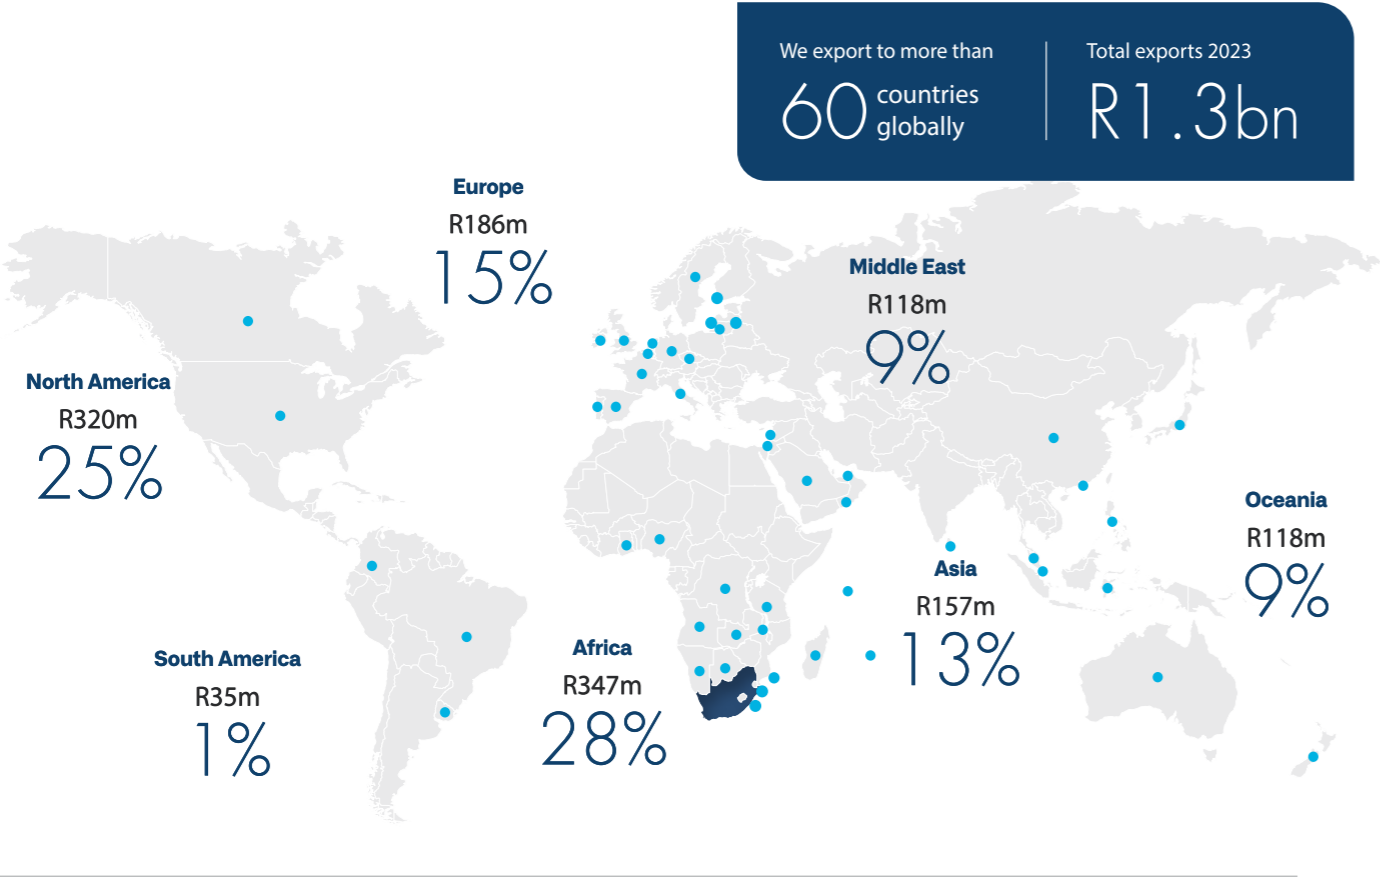 We export to more than
60 countries
globally
Total exports 2023
R1.3bn
Europe
R186m
15%
Middle East
R118m
9%
North America
R320m
25%
Oceania
R118m
9%
Asia
R157m
13%
South America
R35m
1%
Africa
R347m
28%